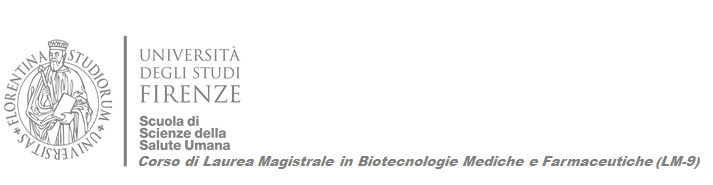 FLORENTINA STUDIORUM UNIVERSITAS
UNIVERSITÀ
DEGLI STUDI
FIRENZE
Scuola di
Scienze della
Salute Umana
Corso di Laurea Magistrale in Biotecnologie Mediche e Farmaceutiche (LM-9)